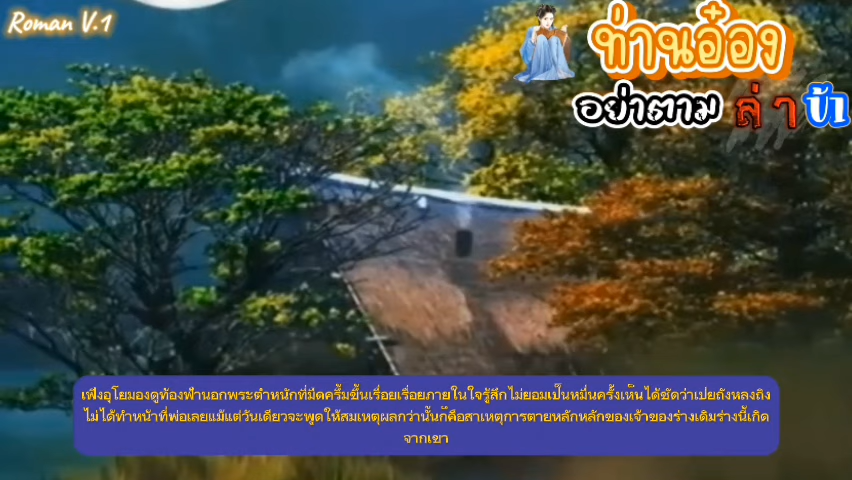 Roman V.1
ท่านอ๋อง
อย่าตาม ล่า ข้า
เฟิงอุโยมองดูท้องฟ้านอกพระตำหนักที่มืดครึ้มขึ้นเรื่อยเรื่อยภายในใจรู้สึกไม่ยอมเป็นหมื่นครั้งเห็นได้ชัดว่าเปยถังหลงถิง
ไม่ได้ทำหน้าที่พ่อเลยแม้แต่วันเดียวจะพูดให้สมเหตุผลกว่านั้นก็คือสาเหตุการตายหลักหลักของเจ้าของร่างเดิมร่างนี้เกิด
จากเขา